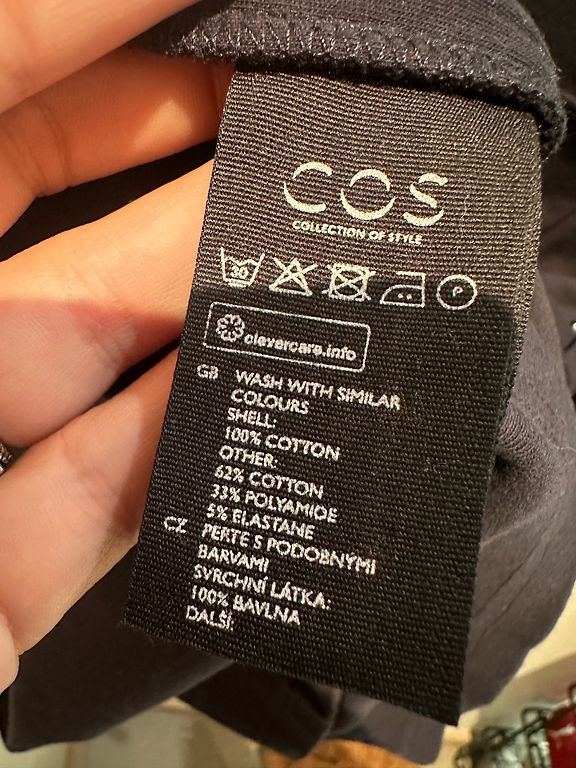 COS
COLLECTION OF STYLE
30 P
clevercare.info
GB WASH WITH SIMILAR
COLOURS
SHELL:
100% COTTON
OTHER:
62% COTTON
33% POLYAMIDE
5% ELASTANE
CZ PERTE S PODOBNÝMI
BARVAMI
SVRCHNÍ LÁTKA:
100% BAVLNA
DALŠÍ: